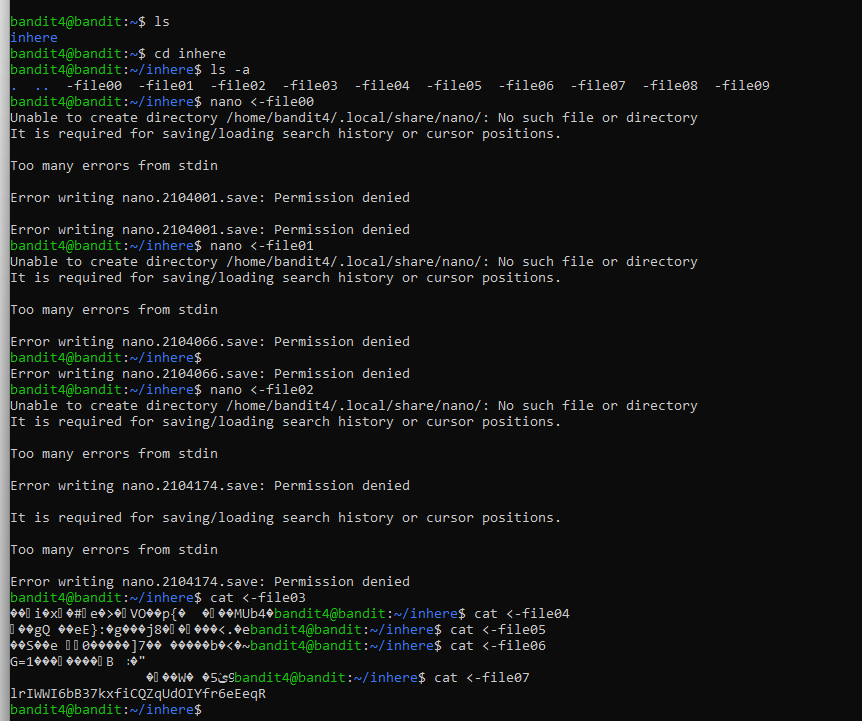 bandit4@bandit:~$ ls
inhere
bandit4@bandit:~$ cd inhere
bandit4@bandit:~/inhere$ ls -a
.  ..  -file00  -file01  -file02  -file03  -file04  -file05  -file06  -file07  -file08  -file09
bandit4@bandit:~/inhere$ nano <-file00
Unable to create directory /home/bandit4/.local/share/nano/: No such file or directory
It is required for saving/loading search history or cursor positions.
Too many errors from stdin
Error writing nano.2104001.save: Permission denied
Error writing nano.2104001.save: Permission denied
bandit4@bandit:~/inhere$ nano <-file01
Unable to create directory /home/bandit4/.local/share/nano/: No such file or directory
It is required for saving/loading search history or cursor positions.
Too many errors from stdin
Error writing nano.2104066.save: Permission denied
bandit4@bandit:~/inhere$
Error writing nano.2104066.save: Permission denied
bandit4@bandit:~/inhere$ nano <-file02
Unable to create directory /home/bandit4/.local/share/nano/: No such file or directory
It is required for saving/loading search history or cursor positions.
Too many errors from stdin
Error writing nano.2104174.save: Permission denied
It is required for saving/loading search history or cursor positions.
Too many errors from stdin
Error writing nano.2104174.save: Permission denied
bandit4@bandit:~/inhere$ cat <-file03
bandit4@bandit:~/inhere$ cat <-file04
bandit4@bandit:~/inhere$ cat <-file05
bandit4@bandit:~/inhere$ cat <-file06
bandit4@bandit:~/inhere$ cat <-file07
lrIWWI6bB37kxfiCQZqUdOIYfr6eEeqR
bandit4@bandit:~/inhere$